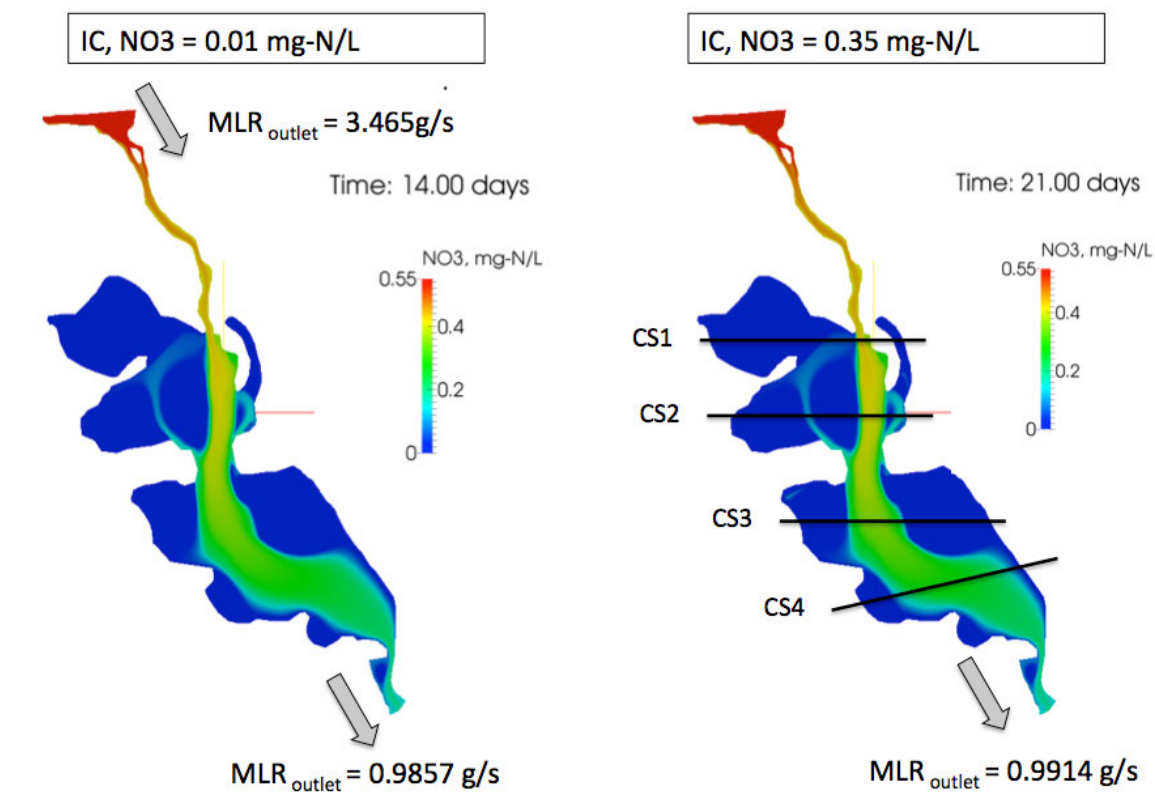 IC, NO3 = 0.01 mg-N/L
MLR outlet = 3.465g/s
Time: 14.00 days
NO3, mg-N/L
0.55
0.4
0.2
0
MLR outlet = 0.9857 g/s
IC, NO3 = 0.35 mg-N/L
Time: 21.00 days
NO3, mg-N/L
0.55
0.4
0.2
0
CS1
CS2
CS3
CS4
MLR outlet = 0.9914 g/s